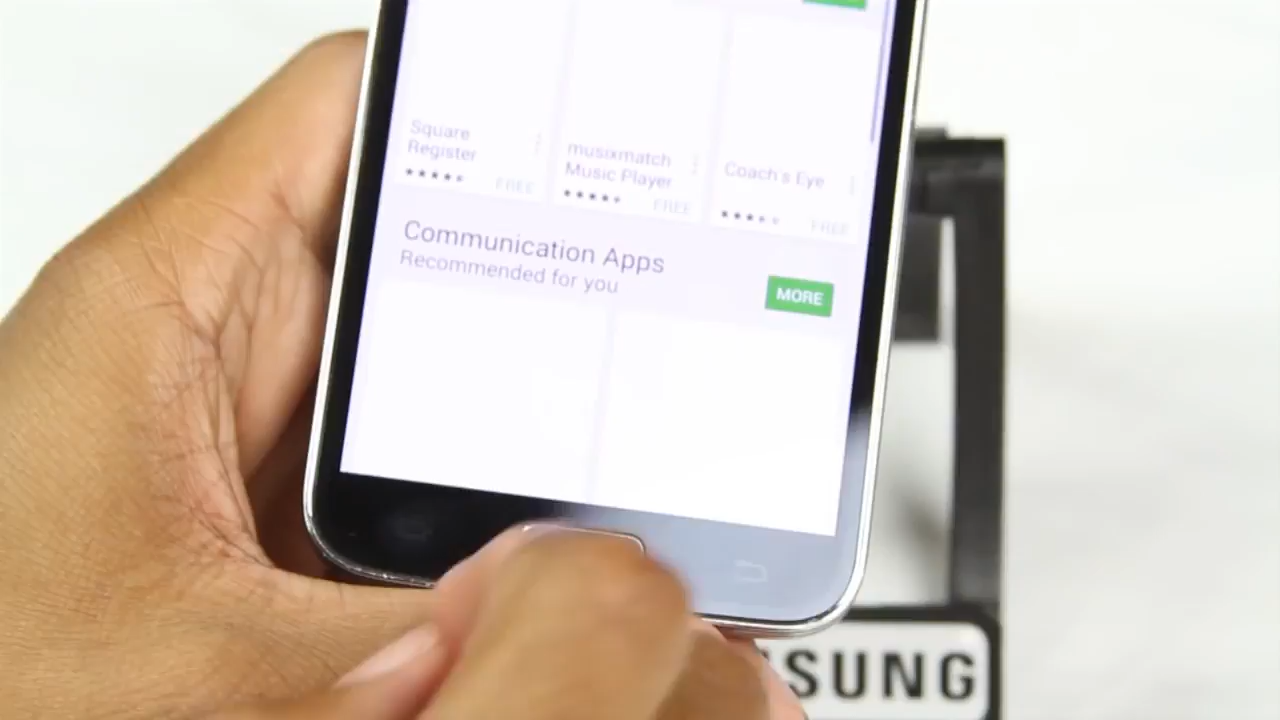 Square
Register
FREE
musixmatch
Music Player
FREE
Coach's Eye
FREE
Communication Apps
Recommended for you
MORE
SUNG